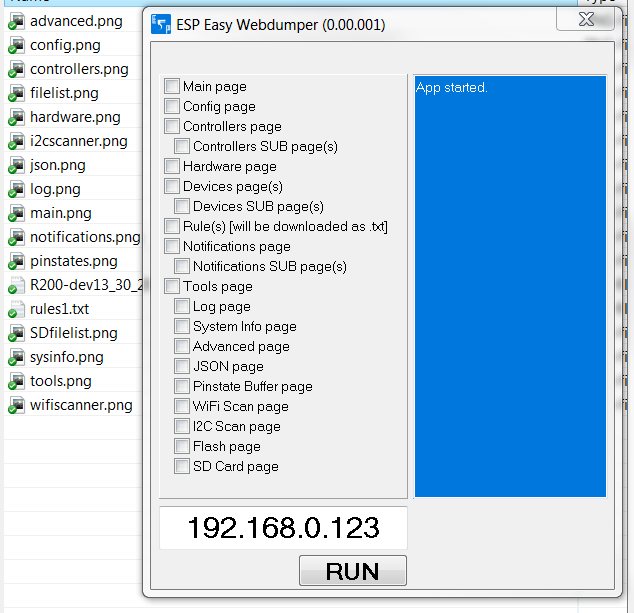 advanced.png
config.png
controllers.png
filelist.png
hardware.png
i2cscanner.png
json.png
log.png
main.png
notifications.png
pinstates.png
R200-dev13_30_2
rules1.txt
SDfilelist.png
sysinfo.png
tools.png
wifiscanner.png
ESP Easy Webdumper (0.00.001)
Main page
Config page
Controllers page
Controllers SUB page(s)
Hardware page
Devices page(s)
Devices SUB page(s)
Rule(s) [will be downloaded as .txt]
Notifications page
Notifications SUB page(s)
Tools page
Log page
System Info page
Advanced page
JSON page
Pinstate Buffer page
WiFi Scan page
I2C Scan page
Flash page
SD Card page
App started.
192.168.0.123
RUN